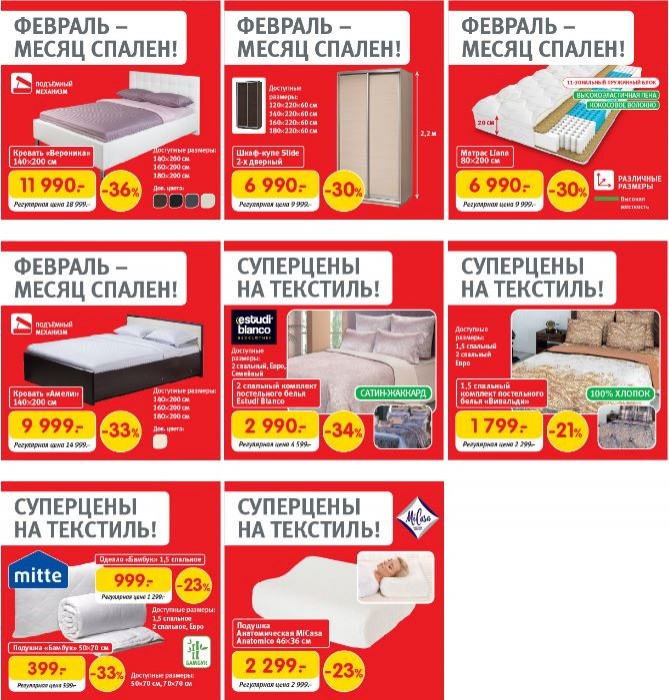 ФЕВРАЛЬ –
МЕСЯЦ СПАЛЕН!
ПОДЪЁМНЫЙ
МЕХАНИЗМ
Кровать «Вероника»
140×200 см
11 990.-
Регулярная цена 18 999.-
-36%
Доступные размеры:
140×200 см
160×200 см
180×200 см
Доп. цвета:
ФЕВРАЛЬ –
МЕСЯЦ СПАЛЕН!
Доступные
размеры:
120×220×60 см
140×220×60 см
160×220×60 см
180×220×60 см
2,2 м
Шкаф-купе Slide
2-х дверный
6 990.-
Регулярная цена 9 999.-
-30%
ФЕВРАЛЬ –
МЕСЯЦ СПАЛЕН!
11-ЗОНАЛЬНЫЙ ПРУЖИННЫЙ БЛОК
ВЫСОКОЭЛАСТИЧНАЯ ПЕНА
КОКОСОВОЕ ВОЛОКНО
20 см
Матрас Liana
80×200 см
6 990.-
Регулярная цена 9 999.-
-30%
РАЗЛИЧНЫЕ
РАЗМЕРЫ
Высокая
жёсткость
ФЕВРАЛЬ –
МЕСЯЦ СПАЛЕН!
ПОДЪЁМНЫЙ
МЕХАНИЗМ
Кровать «Амели»
140×200 см
9 999.-
Регулярная цена 14 999.-
-33%
Доступные размеры:
140×200 см
160×200 см
180×200 см
Доп. цвета:
СУПЕРЦЕНЫ
НА ТЕКСТИЛЬ!
estudi
blanco
Доступные
размеры:
2 спальный, Евро,
Семейный
2 спальный комплект
постельного белья
Estudi Blanco
САТИН-ЖАККАРД
2 990.-
Регулярная цена 4 599.-
-34%
СУПЕРЦЕНЫ
НА ТЕКСТИЛЬ!
Доступные
размеры:
1,5 спальный
2 спальный
Евро
1,5 спальный
комплект постельного
белья «Вивальди»
100% ХЛОПОК
1 799.-
Регулярная цена 2 299.-
-21%
СУПЕРЦЕНЫ
НА ТЕКСТИЛЬ!
mitte
Одеяло «Бамбук» 1,5 спальное
999.-
Регулярная цена 1 299.-
-23%
Доступные размеры:
1,5 спальное
2 спальное, Евро
БАМБУК
Подушка «Бамбук» 50×70 см
399.-
Регулярная цена 599.-
-33%
Доступные размеры:
50×70 см, 70×70 см
СУПЕРЦЕНЫ
НА ТЕКСТИЛЬ!
MiCasa
Подушка
Анатомическая MiCasa
Anatomico 46×36 см
2 299.-
Регулярная цена 2 999.-
-23%